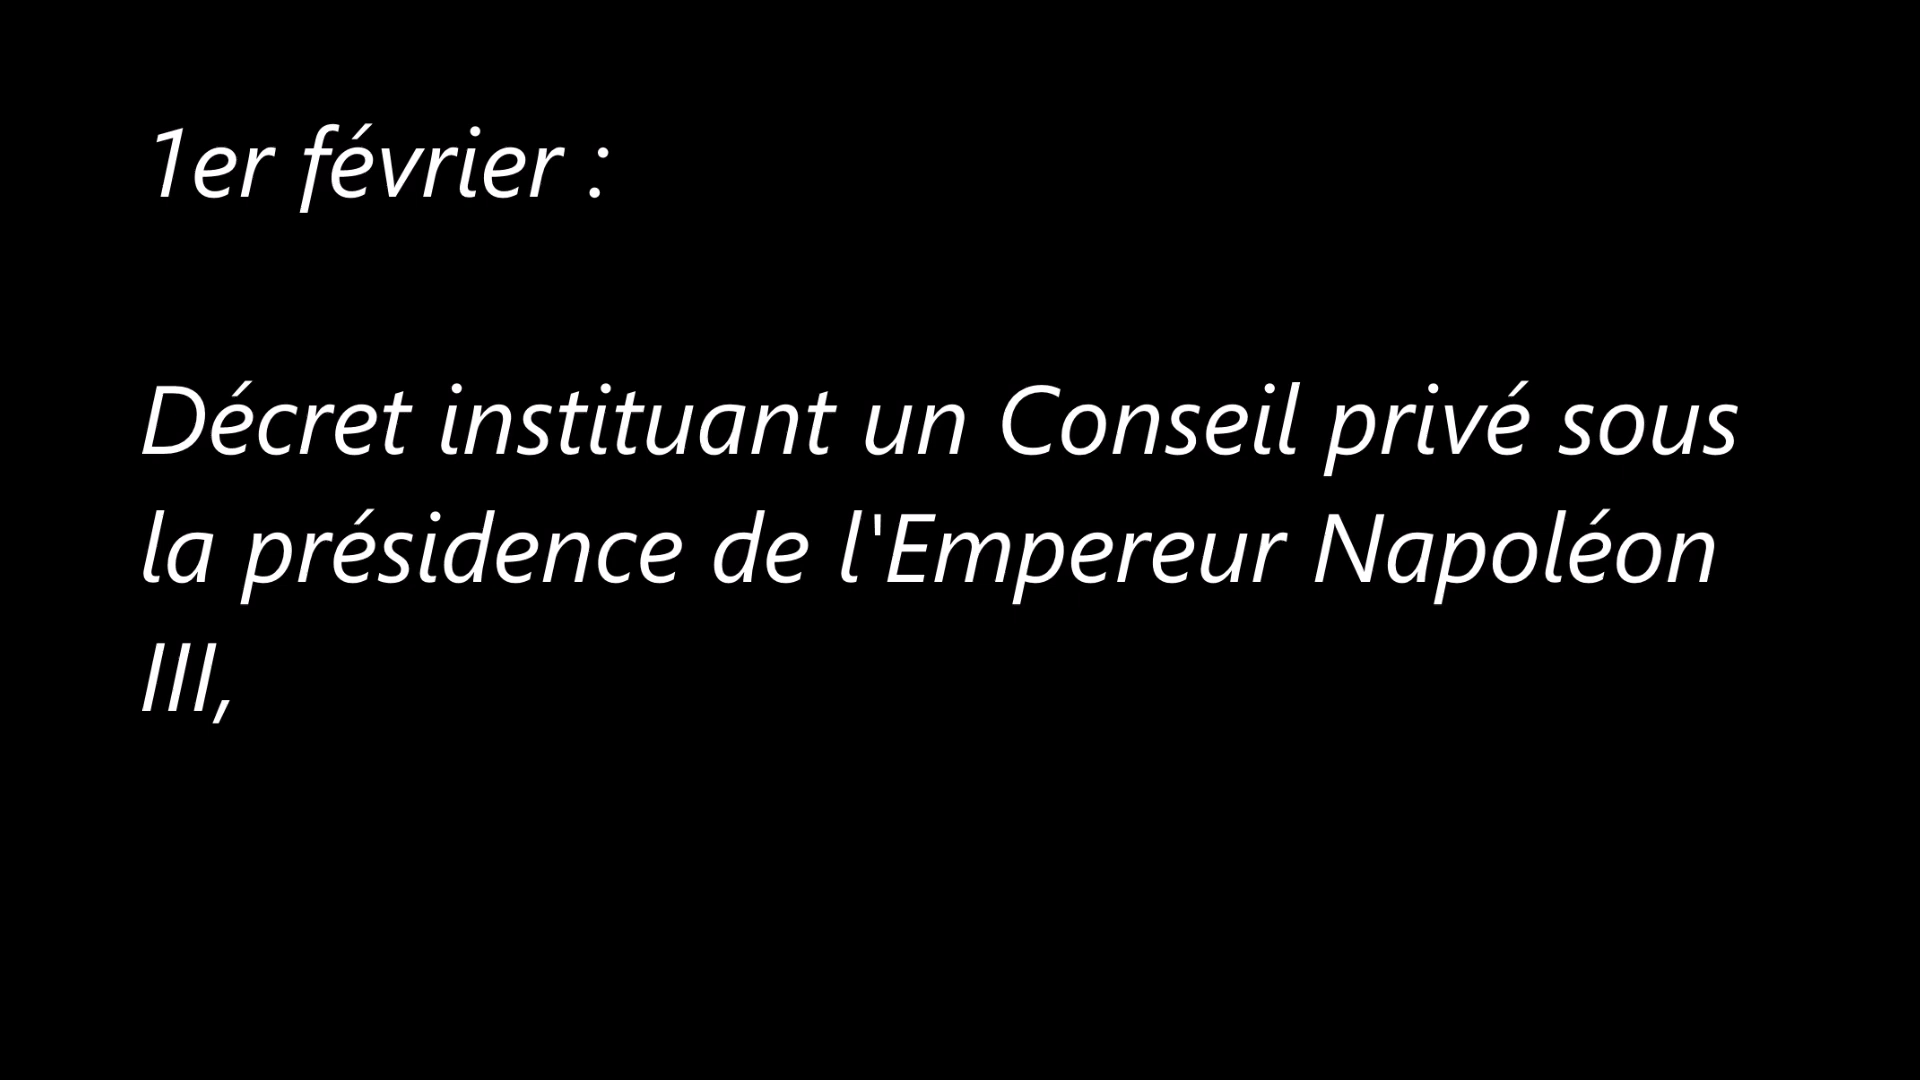 1er février :
Décret instituant un Conseil privé sous
la présidence de l'Empereur Napoléon
III,